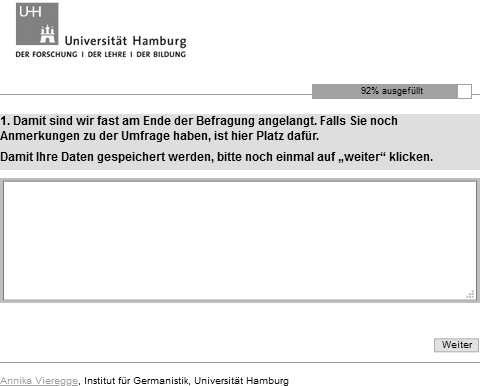 UH
Universität Hamburg
DER FORSCHUNG | DER LEHRE | DER BILDUNG
92% ausgefüllt
1. Damit sind wir fast am Ende der Befragung angelangt. Falls Sie noch
Anmerkungen zu der Umfrage haben, ist hier Platz dafür.
Damit Ihre Daten gespeichert werden, bitte noch einmal auf „weiter“ klicken.
Weiter
Annika Vieregge, Institut für Germanistik, Universität Hamburg